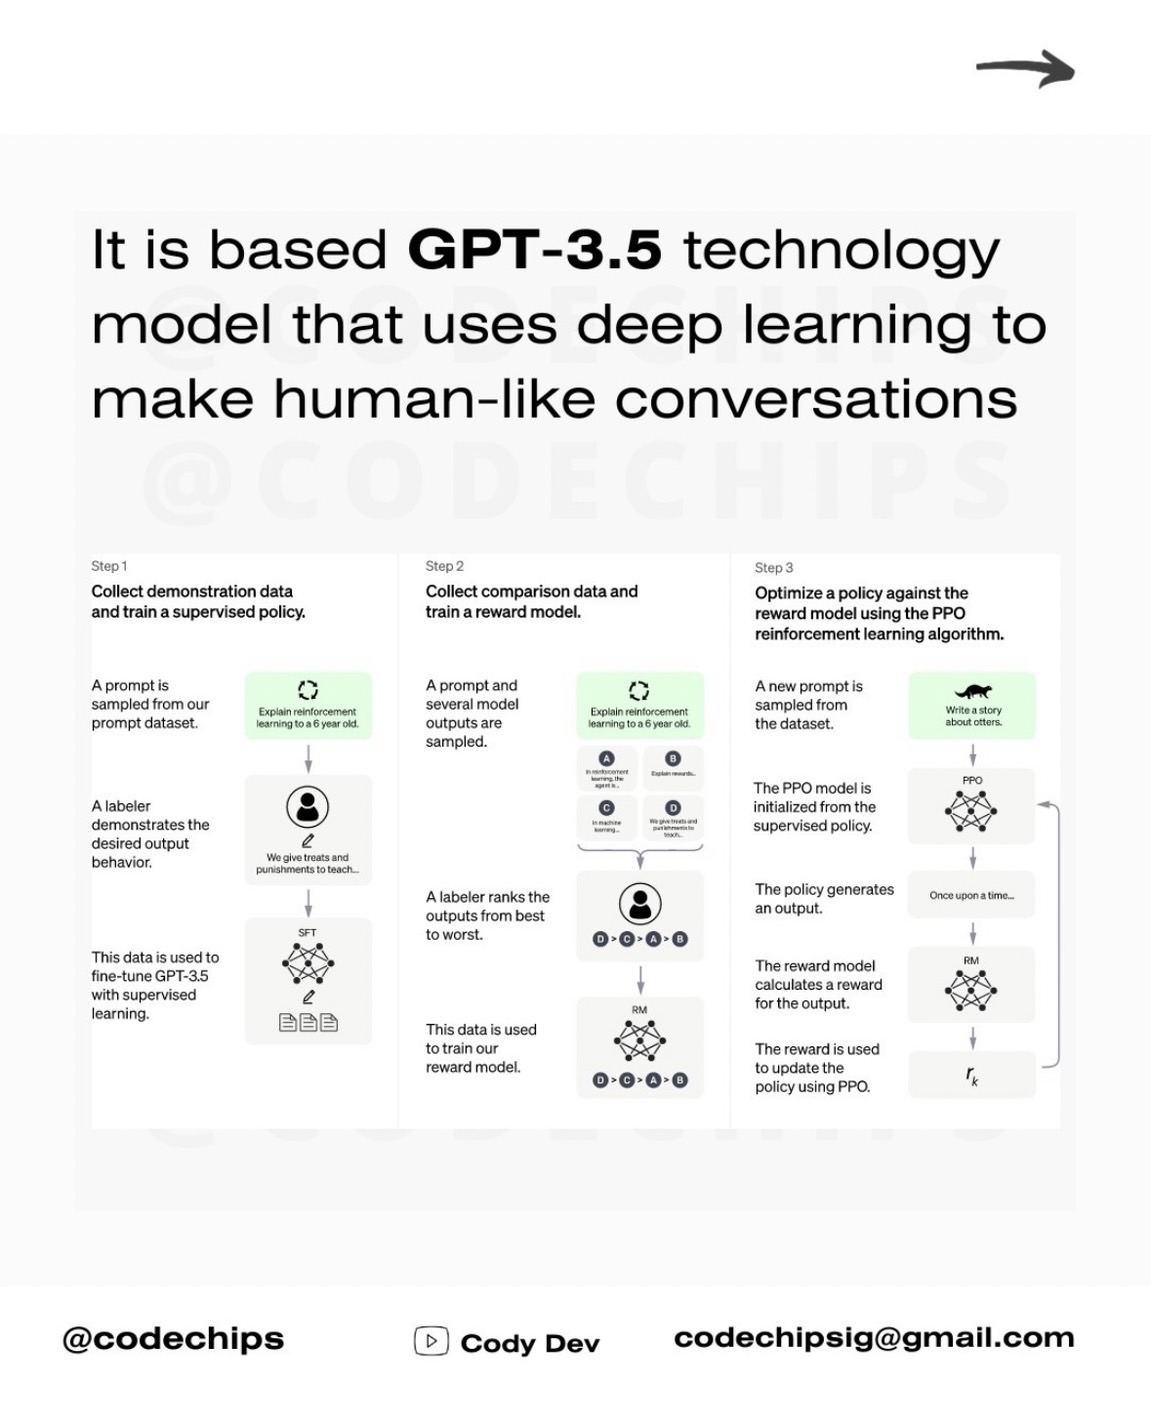 It is based GPT-3.5 technology
model that uses deep learning to
make human-like conversations
@CODECHIPS
@CODECHIPS
Step 1
Collect demonstration data
and train a supervised policy.
A prompt is
sampled from our
prompt dataset.
Explain reinforcement
learning to a 6 year old.
A labeler
demonstrates the
desired output
behavior.
We give treats and
punishments to teach...
This data is used to
fine-tune GPT-3.5
with supervised
learning.
SFT
Step 2
Collect comparison data and
train a reward model.
A prompt and
several model
outputs are
sampled.
Explain reinforcement
learning to a 6 year old.
A
In reinforcement
learning, the
agent is...
B
Explain rewards...
C
In machine
learning...
D
We give treats and
punishments to
teach...
A labeler ranks the
outputs from best
to worst.
D > C > A > B
This data is used
to train our
reward model.
RM
D > C > A > B
Step 3
Optimize a policy against the
reward model using the PPO
reinforcement learning algorithm.
A new prompt is
sampled from
the dataset.
Write a story
about otters.
The PPO model is
initialized from the
supervised policy.
PPO
The policy generates
an output.
Once upon a time...
The reward model
calculates a reward
for the output.
RM
The reward is used
to update the
policy using PPO.
rk
@CODECHIPS
@codechips
Cody Dev
codechipsig@gmail.com